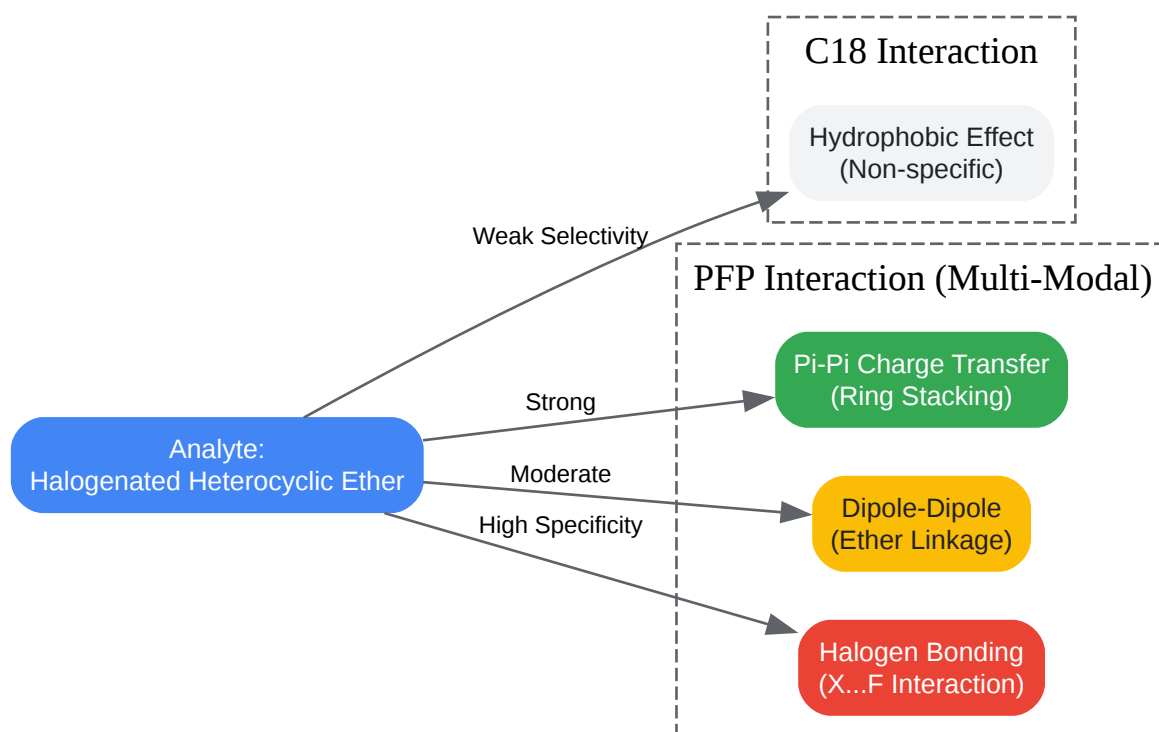 C18 Interaction
Hydrophobic Effect
(Non-specific)
Weak Selectivity
PFP Interaction (Multi-Modal)
Pi-Pi Charge Transfer
(Ring Stacking)
Strong
Analyte:
Halogenated Heterocyclic Ether
Moderate
Dipole-Dipole
(Ether Linkage)
High Specificity
Halogen Bonding
(X...F Interaction)